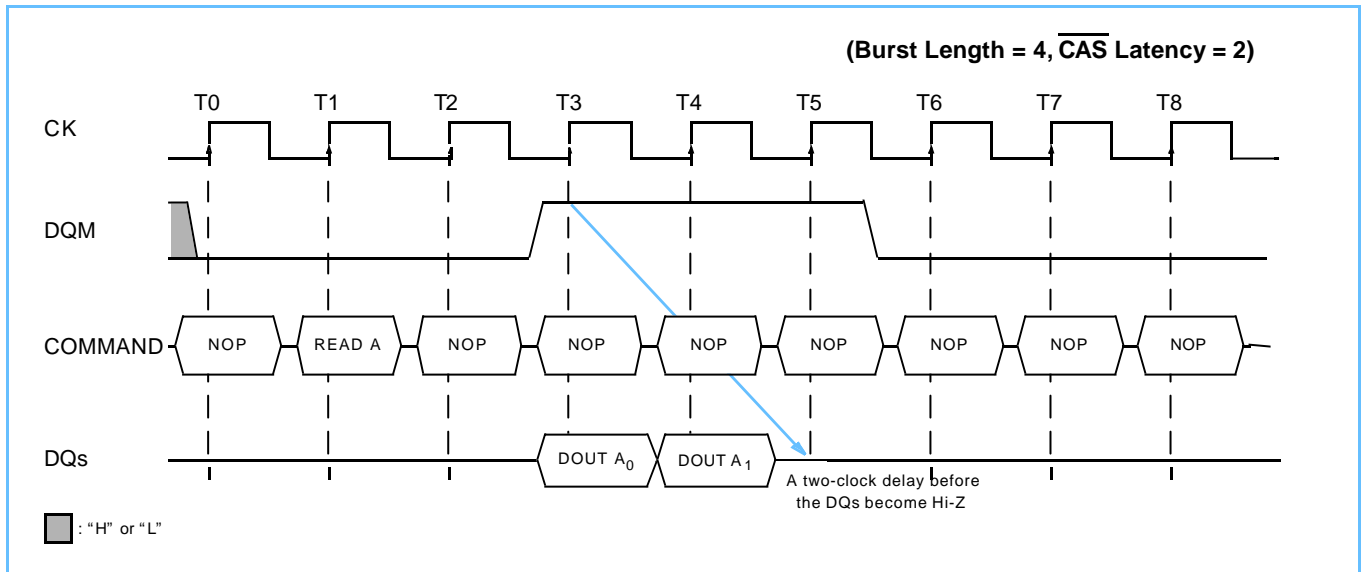 (Burst Length = 4, CAS Latency = 2)
T0 T1 T2 T3 T4 T5 T6 T7 T8
CK
DQM
COMMAND NOP READ A NOP NOP NOP NOP NOP NOP NOP
DQs DOUT A0 DOUT A1
A two-clock delay before
the DQs become Hi-Z
: “H” or “L”